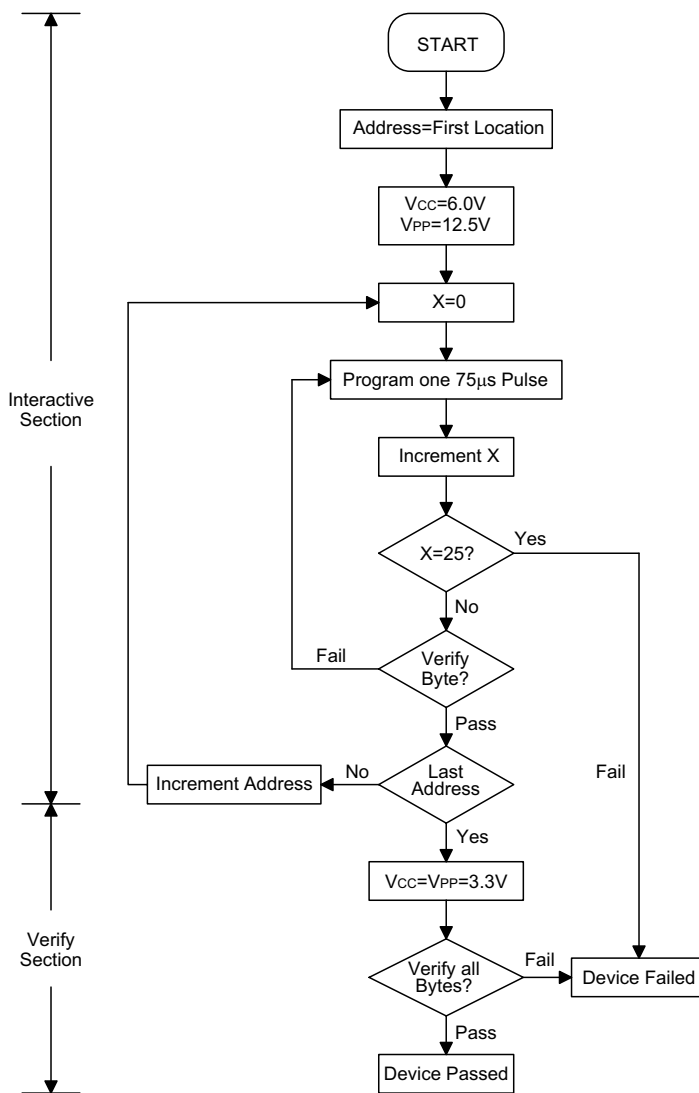 START
Address=First Location
VCC=6.0V
VPP=12.5V
X=0
Program one 75μs Pulse
Interactive
Section
Increment X
X=25?
Yes
No
Fail
Verify
Byte?
Pass
Increment Address
No
Last
Address
Fail
Yes
VCC=VPP=3.3V
Verify
Section
Verify all
Bytes?
Fail
Device Failed
Pass
Device Passed